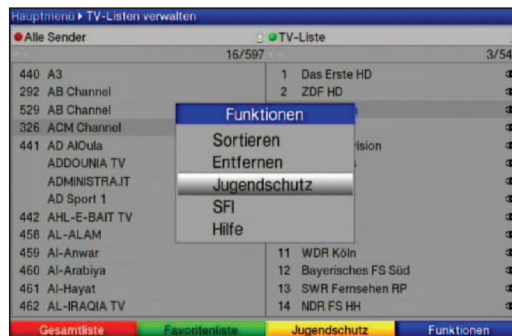 Hauptmenü ▸ TV-Listen verwalten
Alle Sender
TV-Liste
16/597
3/54
440 A3
292 AB Channel
529 AB Channel
326 ACM Channel
441 AD AlOula
ADDOUNIA TV
ADMINISTRA.IT
AD Sport 1
442 AHL-E-BAIT TV
458 AL-ALAM
459 Al-Anwar
460 Al-Arabiya
461 Al-Hayat
462 AL-IRAQIA TV
1 Das Erste HD
2 ZDF HD
ision
11 WDR Köln
12 Bayerisches FS Süd
13 SWR Fernsehen RP
14 NDR FS HH
Funktionen
Sortieren
Entfernen
Jugendschutz
SFI
Hilfe
Gesamtliste
Favoritenliste
Jugendschutz
Funktionen